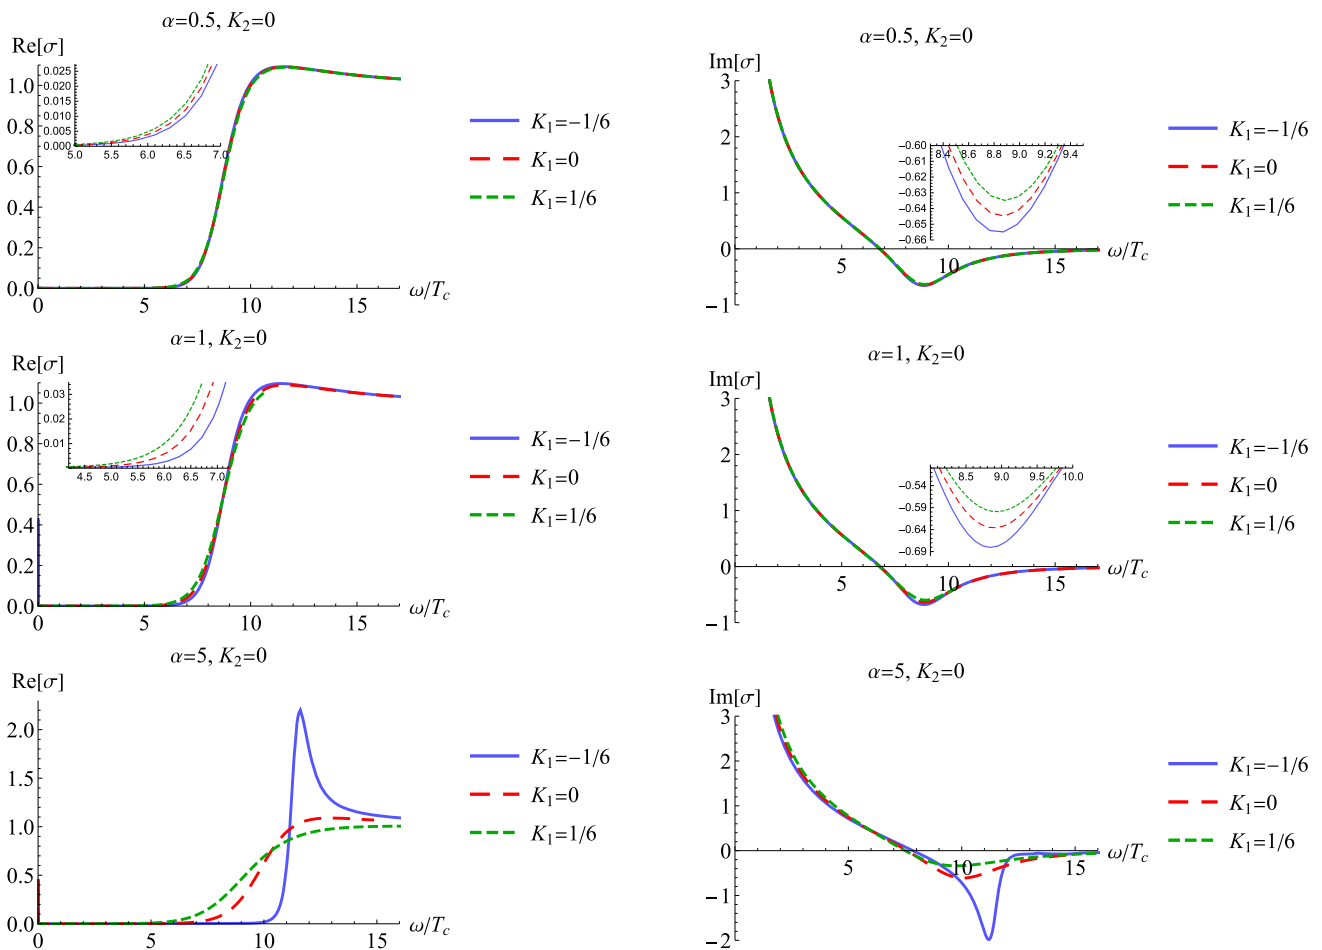 α=0.5, K₂=0
Re[σ]
0.025
0.020
0.015
0.010
0.005
0.000
5.0 5.5 6.0 6.5 7.0
1.0
0.8
0.6
0.4
0.2
0.0
0 5 10 15
ω/T_c
K₁=−1/6
K₁=0
K₁=1/6
α=0.5, K₂=0
Im[σ]
3
2
1
0
−1
5 10 15
ω/T_c
8.4 8.6 8.8 9.0 9.2 9.4
−0.60
−0.61
−0.62
−0.63
−0.64
−0.65
−0.66
K₁=−1/6
K₁=0
K₁=1/6
α=1, K₂=0
Re[σ]
0.03
0.02
0.01
4.5 5.0 5.5 6.0 6.5 7.0
1.0
0.8
0.6
0.4
0.2
0.0
0 5 10 15
ω/T_c
K₁=−1/6
K₁=0
K₁=1/6
α=1, K₂=0
Im[σ]
3
2
1
0
−1
5 10 15
ω/T_c
8.5 9.0 9.5 10.0
−0.54
−0.59
−0.64
−0.69
K₁=−1/6
K₁=0
K₁=1/6
α=5, K₂=0
Re[σ]
2.0
1.5
1.0
0.5
0.0
0 5 10 15
ω/T_c
K₁=−1/6
K₁=0
K₁=1/6
α=5, K₂=0
Im[σ]
3
2
1
0
−1
−2
5 10 15
ω/T_c
K₁=−1/6
K₁=0
K₁=1/6